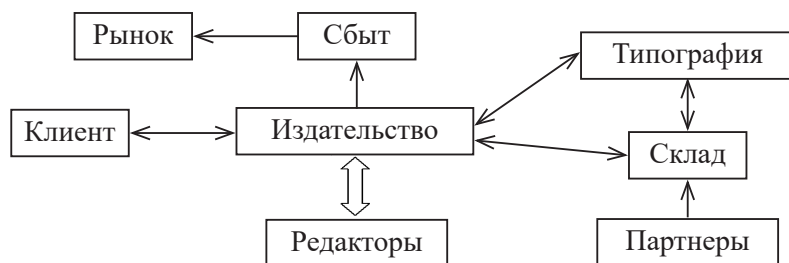 Рынок
Сбыт
Типография
Клиент
Издательство
Склад
Редакторы
Партнеры